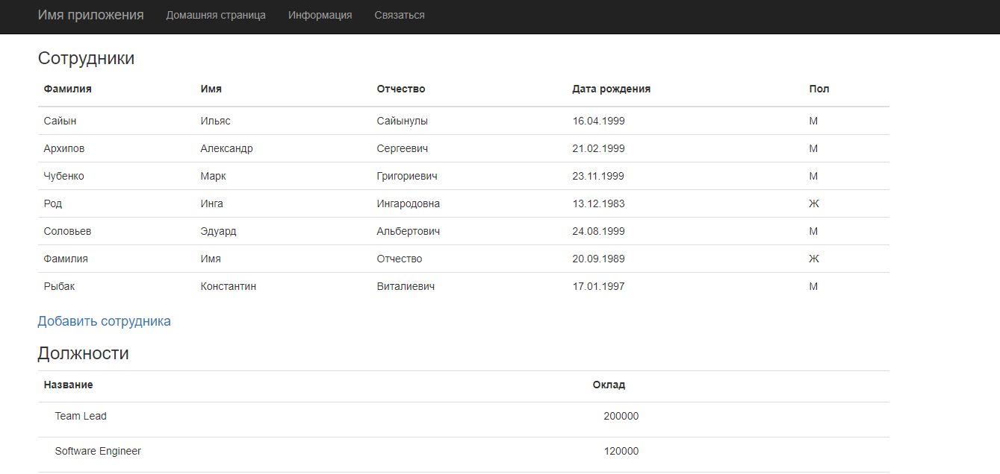 Имя приложения Домашняя страница Информация Связаться
Сотрудники
Фамилия Имя Отчество Дата рождения Пол
Сайын Ильяс Сайынулы 16.04.1999 М
Архипов Александр Сергеевич 21.02.1999 М
Чубенко Марк Григориевич 23.11.1999 М
Род Инга Ингародовна 13.12.1983 Ж
Соловьев Эдуард Альбертович 24.08.1999 М
Фамилия Имя Отчество 20.09.1989 Ж
Рыбак Константин Виталиевич 17.01.1997 М
Добавить сотрудника
Должности
Название Оклад
Team Lead 200000
Software Engineer 120000